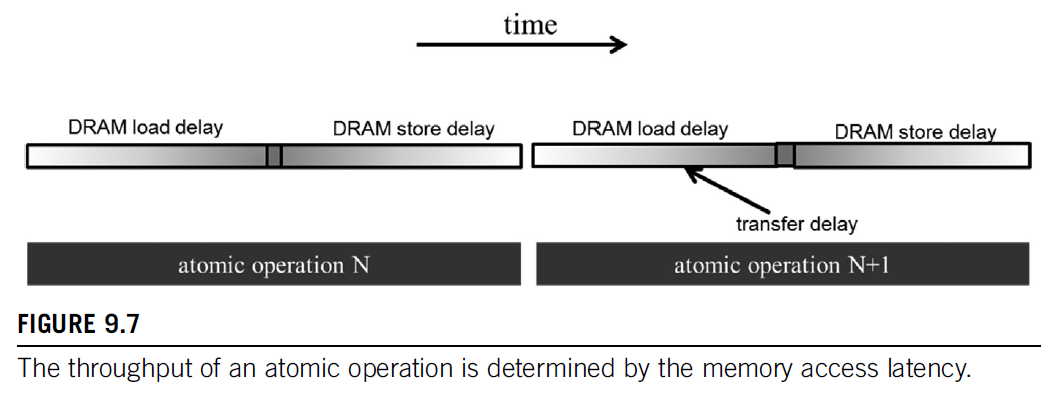 time
DRAM load delay
DRAM store delay
DRAM load delay
DRAM store delay
transfer delay
atomic operation N
atomic operation N+1
FIGURE 9.7
The throughput of an atomic operation is determined by the memory access latency.